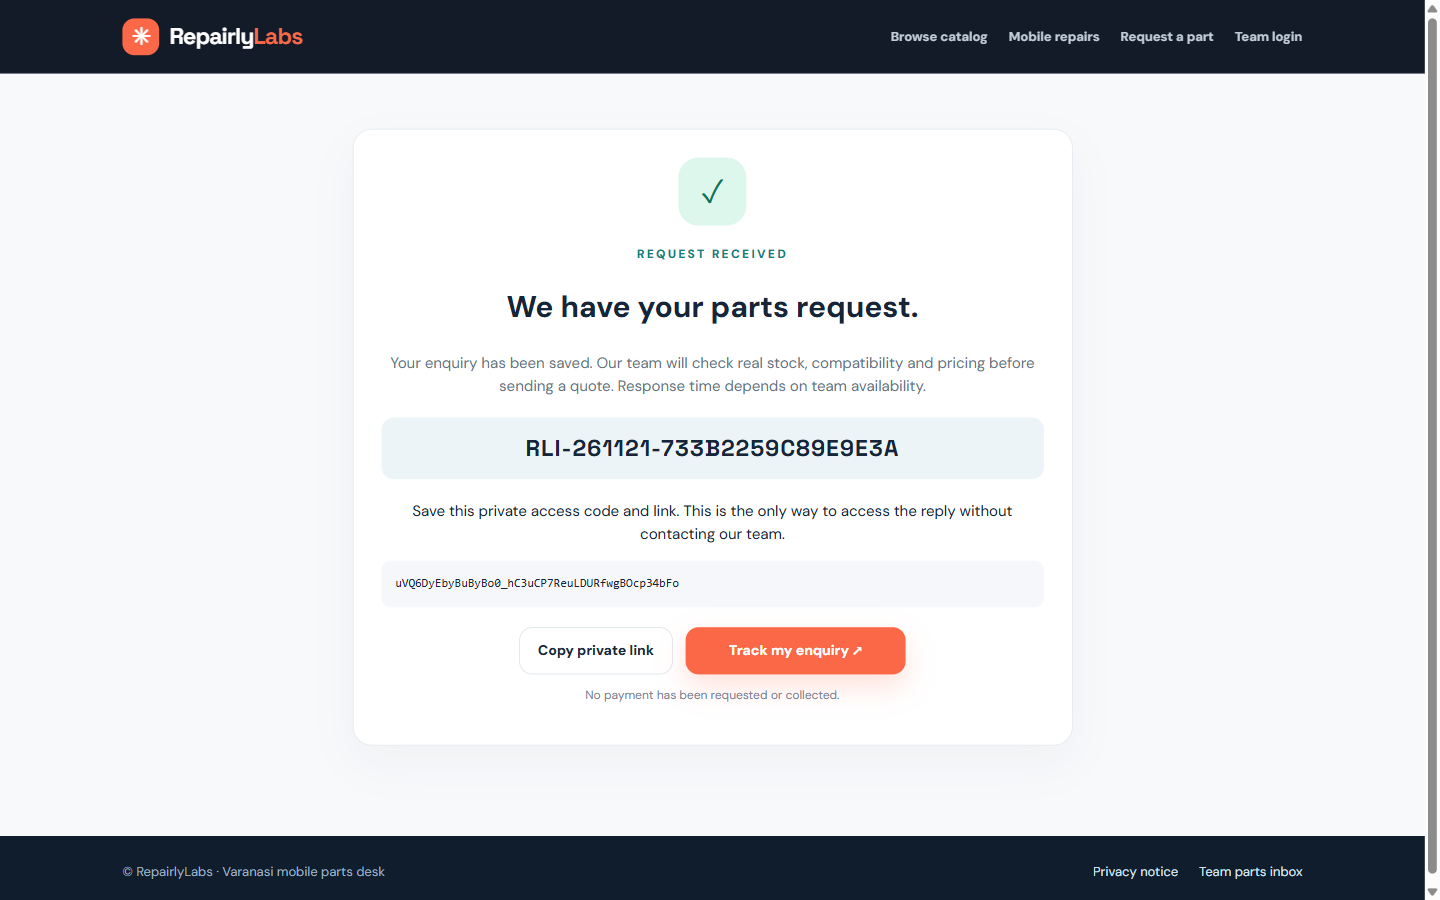 RepairlyLabs
Browse catalog Mobile repairs Request a part Team login
✓
REQUEST RECEIVED
We have your parts request.
Your enquiry has been saved. Our team will check real stock, compatibility and pricing before
sending a quote. Response time depends on team availability.
RLI-261121-733B2259C89E9E3A
Save this private access code and link. This is the only way to access the reply without
contacting our team.
uVQ6DyEbyBuByBo0_hC3uCP7ReuLDURfwgBOcp34bFo
Copy private link Track my enquiry ↗
No payment has been requested or collected.
© RepairlyLabs · Varanasi mobile parts desk Privacy notice Team parts inbox